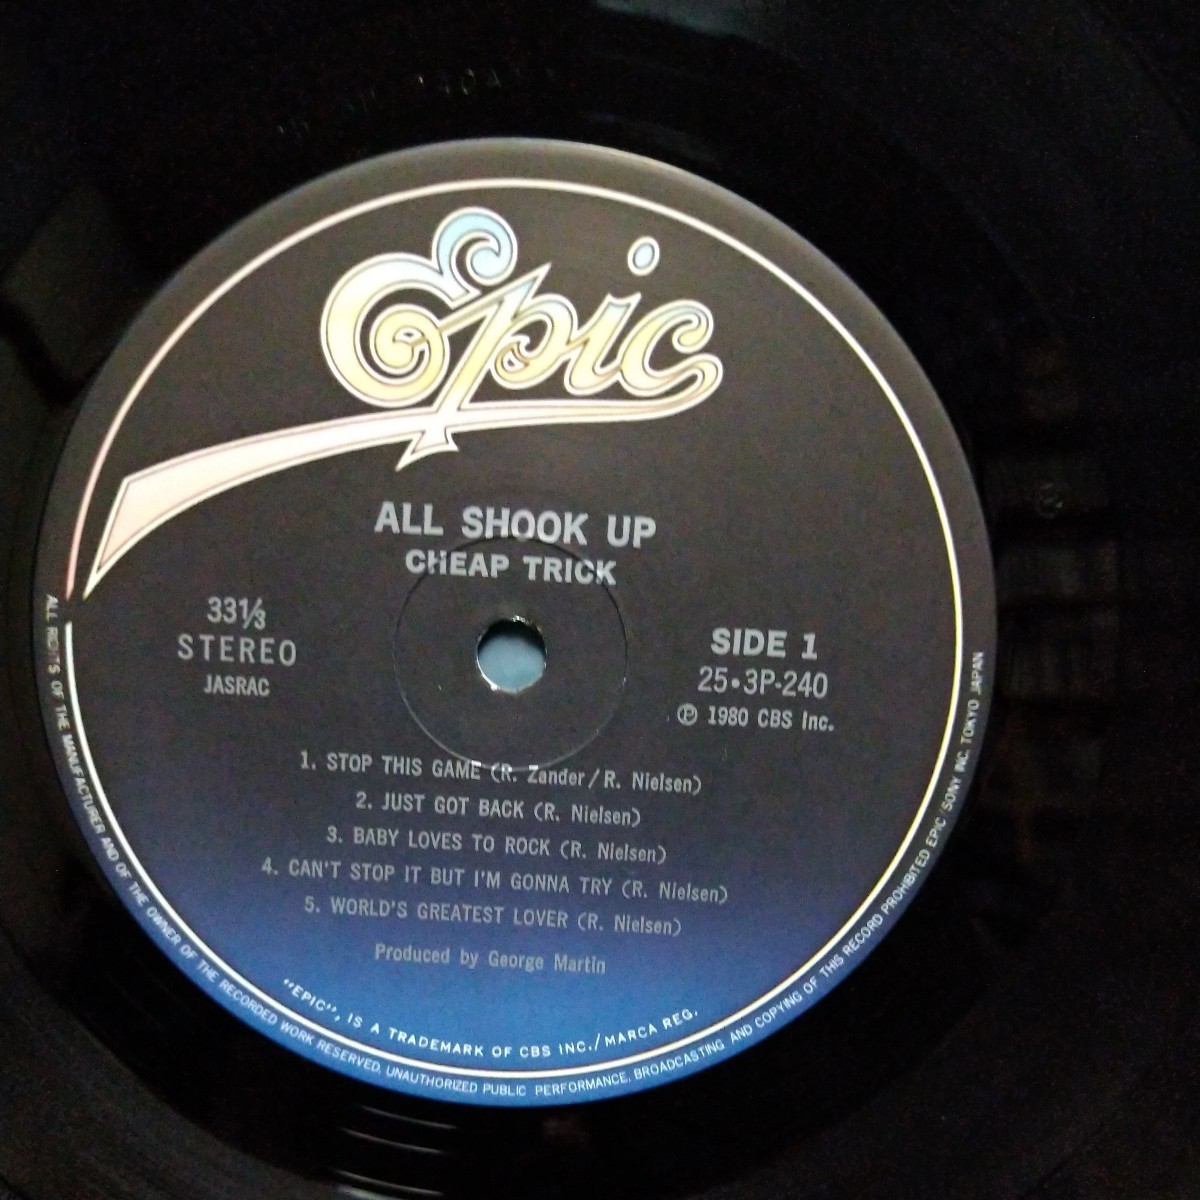 Epic
ALL SHOOK UP
CHEAP TRICK
33⅓
STEREO
JASRAC
SIDE 1
25•3P-240
Ⓟ 1980 CBS Inc.
1. STOP THIS GAME (R. Zander / R. Nielsen)
2. JUST GOT BACK (R. Nielsen)
3. BABY LOVES TO ROCK (R. Nielsen)
4. CAN'T STOP IT BUT I'M GONNA TRY (R. Nielsen)
5. WORLD'S GREATEST LOVER (R. Nielsen)
Produced by George Martin
"EPIC", IS A TRADEMARK OF CBS INC./MARCA REG.
ALL RIGHTS OF THE MANUFACTURER AND OF THE OWNER OF THE RECORDED WORK RESERVED. UNAUTHORIZED PUBLIC PERFORMANCE, BROADCASTING AND COPYING OF THIS RECORD PROHIBITED EPIC/SONY INC. TOKYO JAPAN